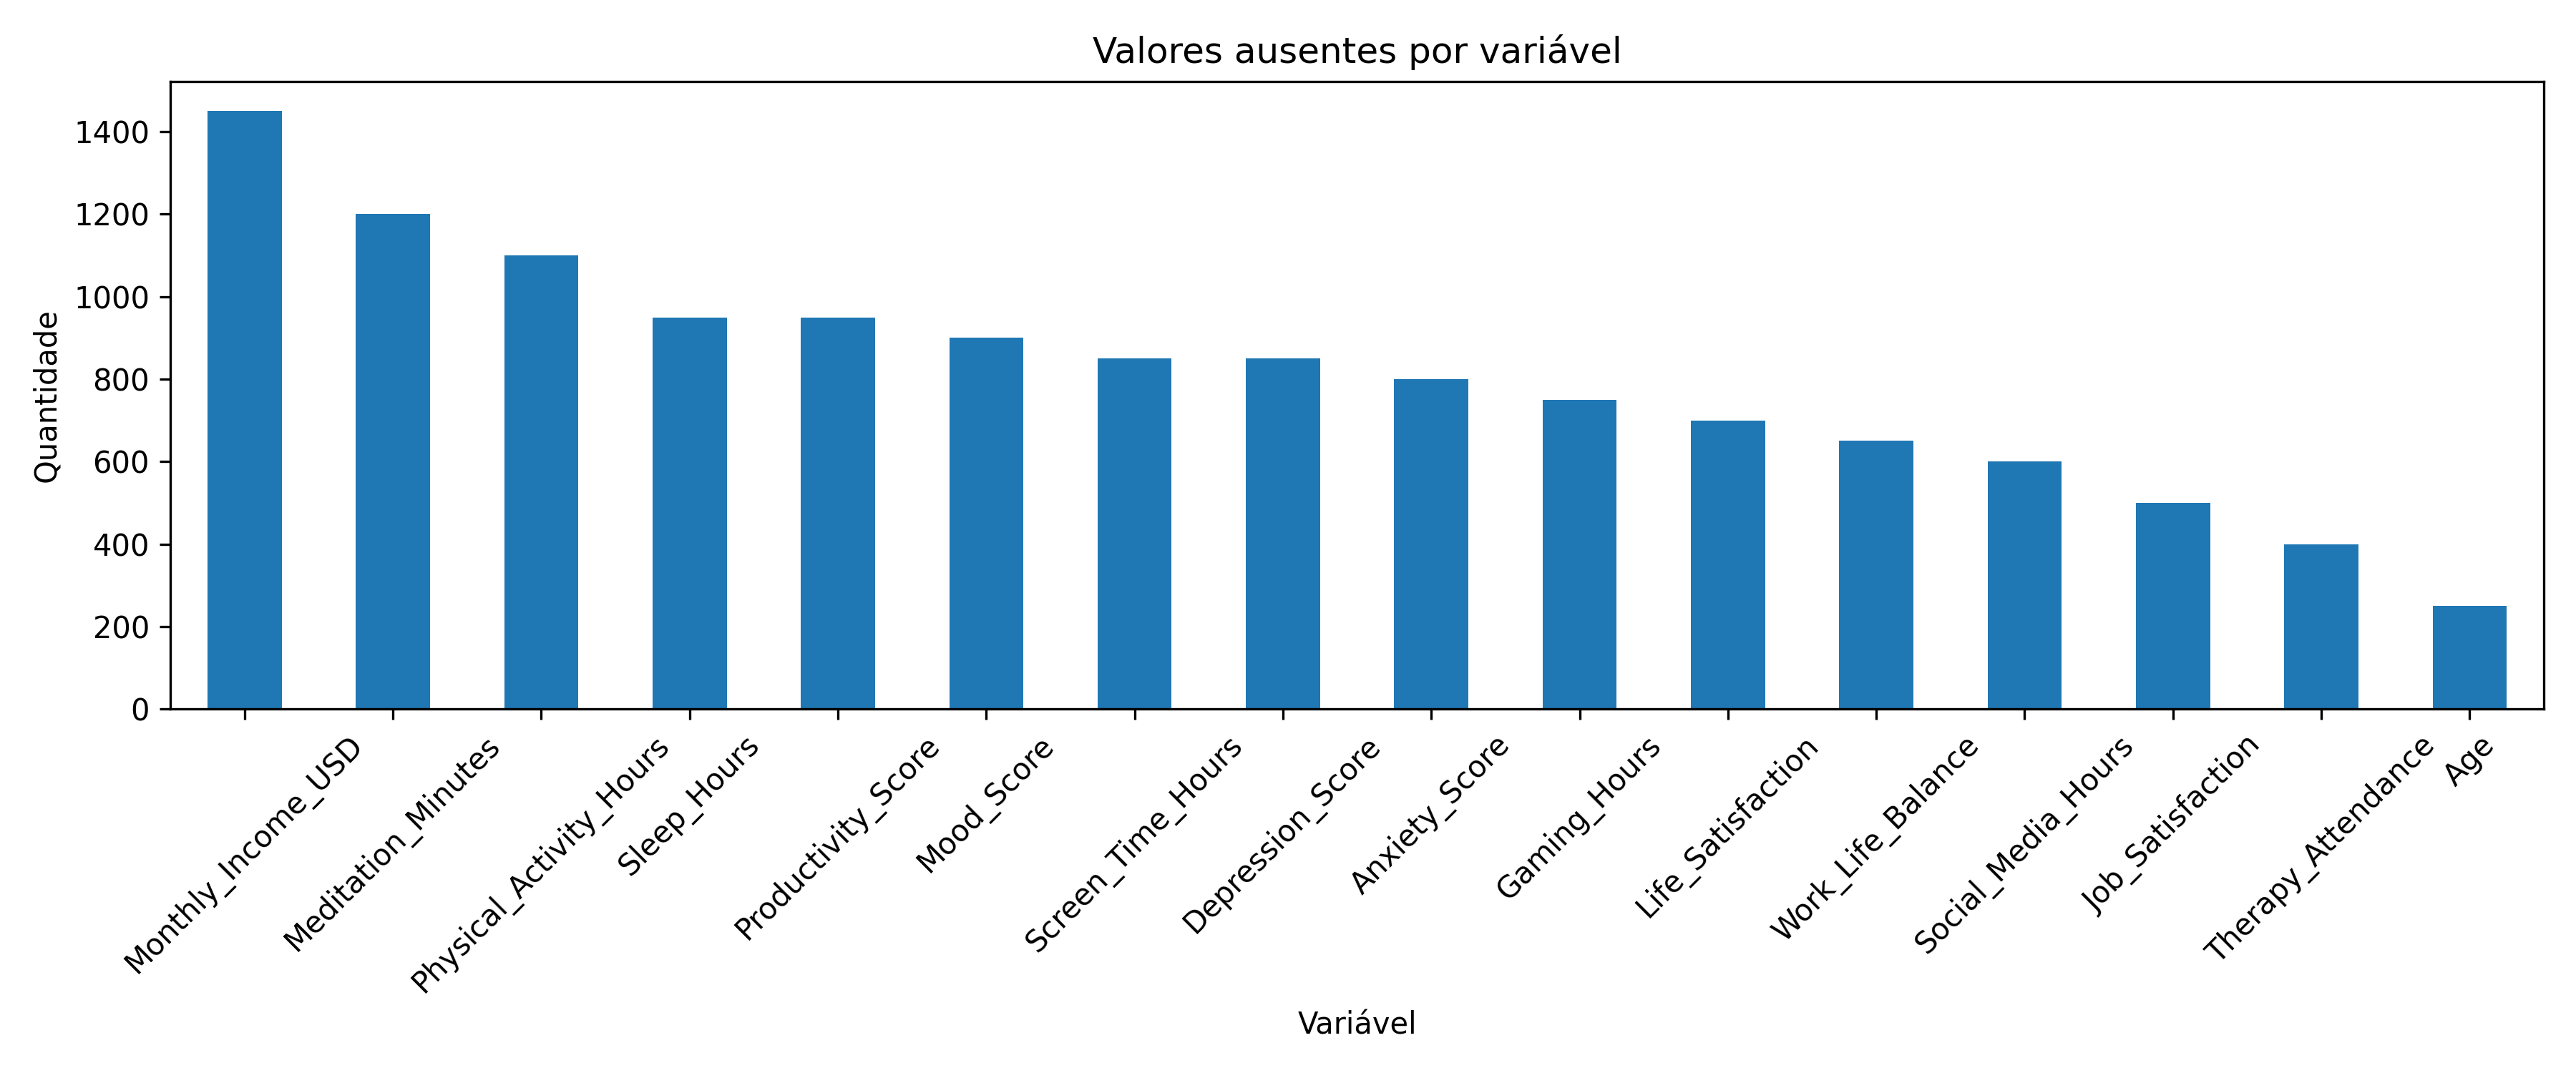 Valores ausentes por variável
Quantidade
1400
1200
1000
800
600
400
200
0
Monthly_Income_USD
Meditation_Minutes
Physical_Activity_Hours
Sleep_Hours
Productivity_Score
Mood_Score
Screen_Time_Hours
Depression_Score
Anxiety_Score
Gaming_Hours
Life_Satisfaction
Work_Life_Balance
Social_Media_Hours
Job_Satisfaction
Therapy_Attendance
Age
Variável